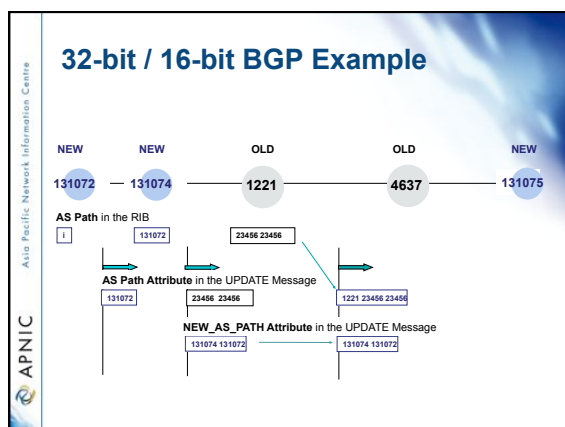 32-bit / 16-bit BGP Example
Asia Pacific Network Information Centre
APNIC
NEW NEW OLD OLD NEW
131072 131074 1221 4637 131075
AS Path in the RIB
i 131072 23456 23456
AS Path Attribute in the UPDATE Message
131072 23456 23456 1221 23456 23456
NEW_AS_PATH Attribute in the UPDATE Message
131074 131072 131074 131072